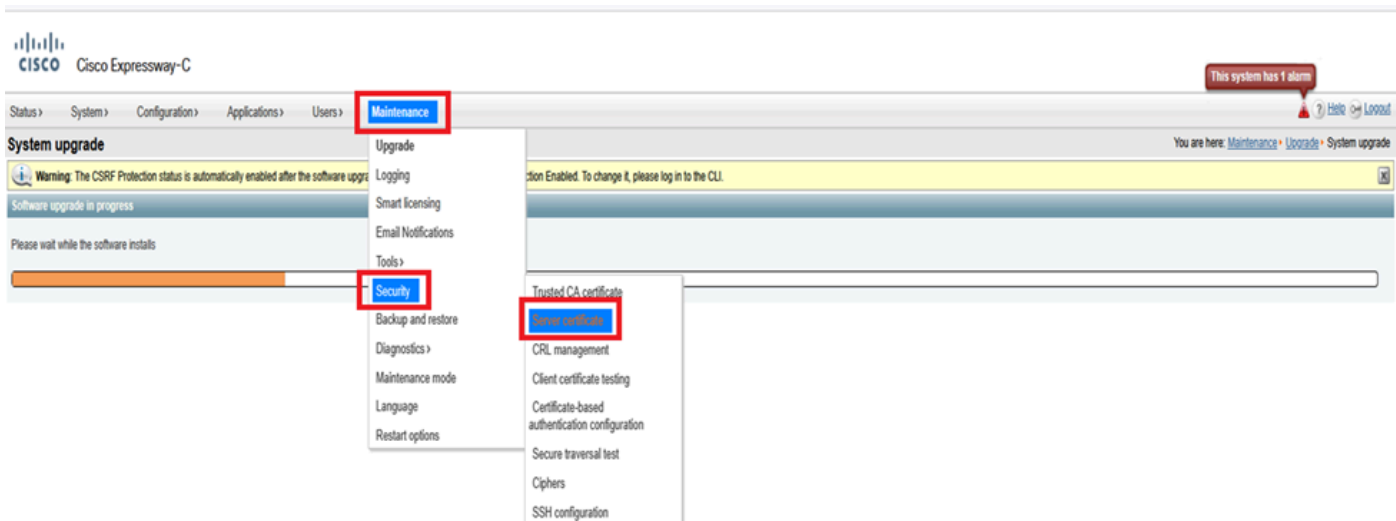 CISCO Cisco Expressway-C
This system has 1 alarm
Status> System> Configuration> Applications> Users> Maintenance
? Help Logout
System upgrade
You are here: Maintenance Upgrade System upgrade
Warning: The CSRF Protection status is automatically enabled after the software upgra
ction Enabled. To change it, please log in to the CLI.
Software upgrade in progress
Please wait while the software installs
Upgrade
Logging
Smart licensing
Email Notifications
Tools>
Security
Backup and restore
Diagnostics>
Maintenance mode
Language
Restart options
Trusted CA certificate
Server certificate
CRL management
Client certificate testing
Certificate-based
authentication configuration
Secure traversal test
Ciphers
SSH configuration